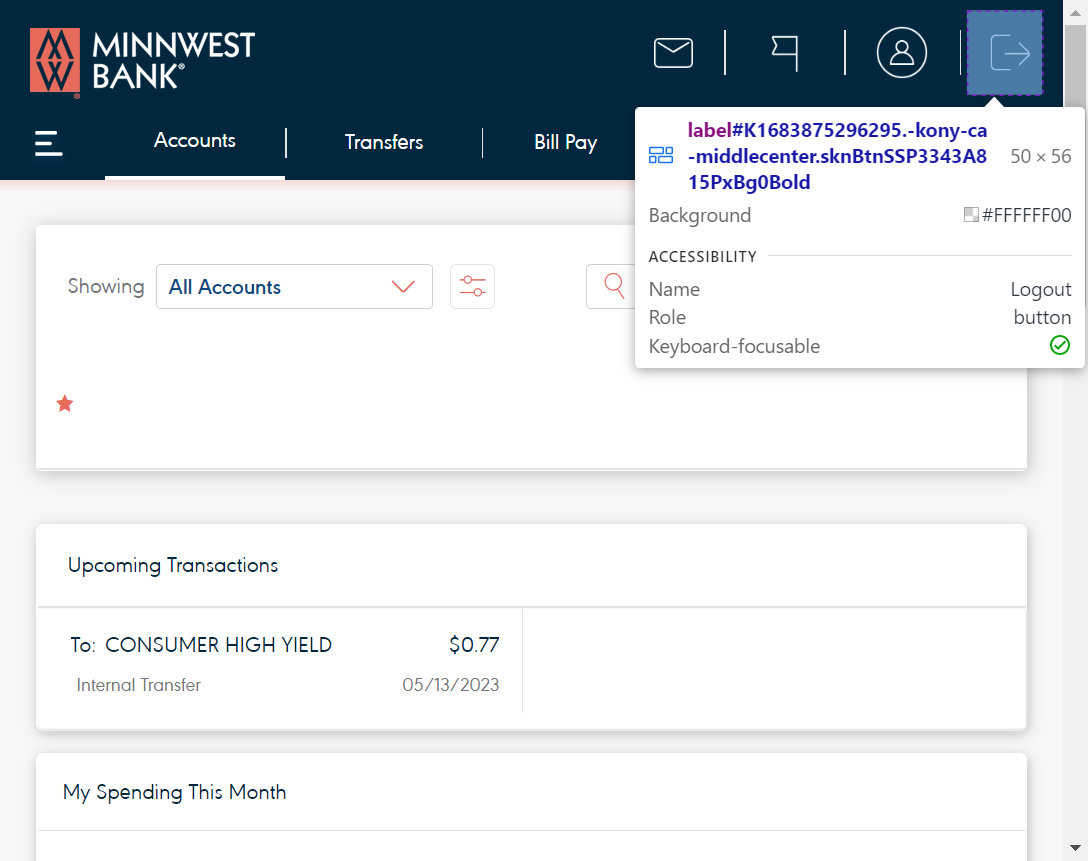 MINNWEST
BANK®
Accounts
Transfers
Bill Pay
label#K1683875296295.-kony-ca
-middlecenter.sknBtnSSP3343A8
15PxBg0Bold
50 × 56
Background
#FFFFFF00
ACCESSIBILITY
Name Logout
Role button
Keyboard-focusable
Showing
All Accounts
Upcoming Transactions
To: CONSUMER HIGH YIELD $0.77
Internal Transfer 05/13/2023
My Spending This Month